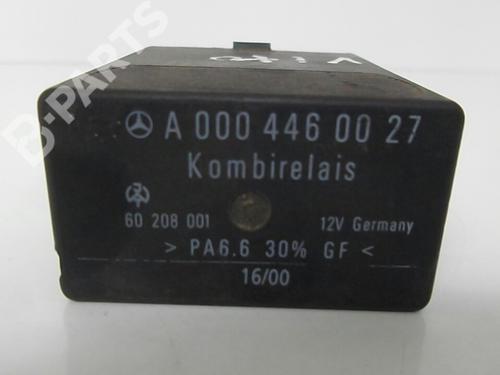 B-PARTS
A 000 446 00 27
Kombirelais
60 208 001
12V Germany
> PA6.6 30% GF <
16/00